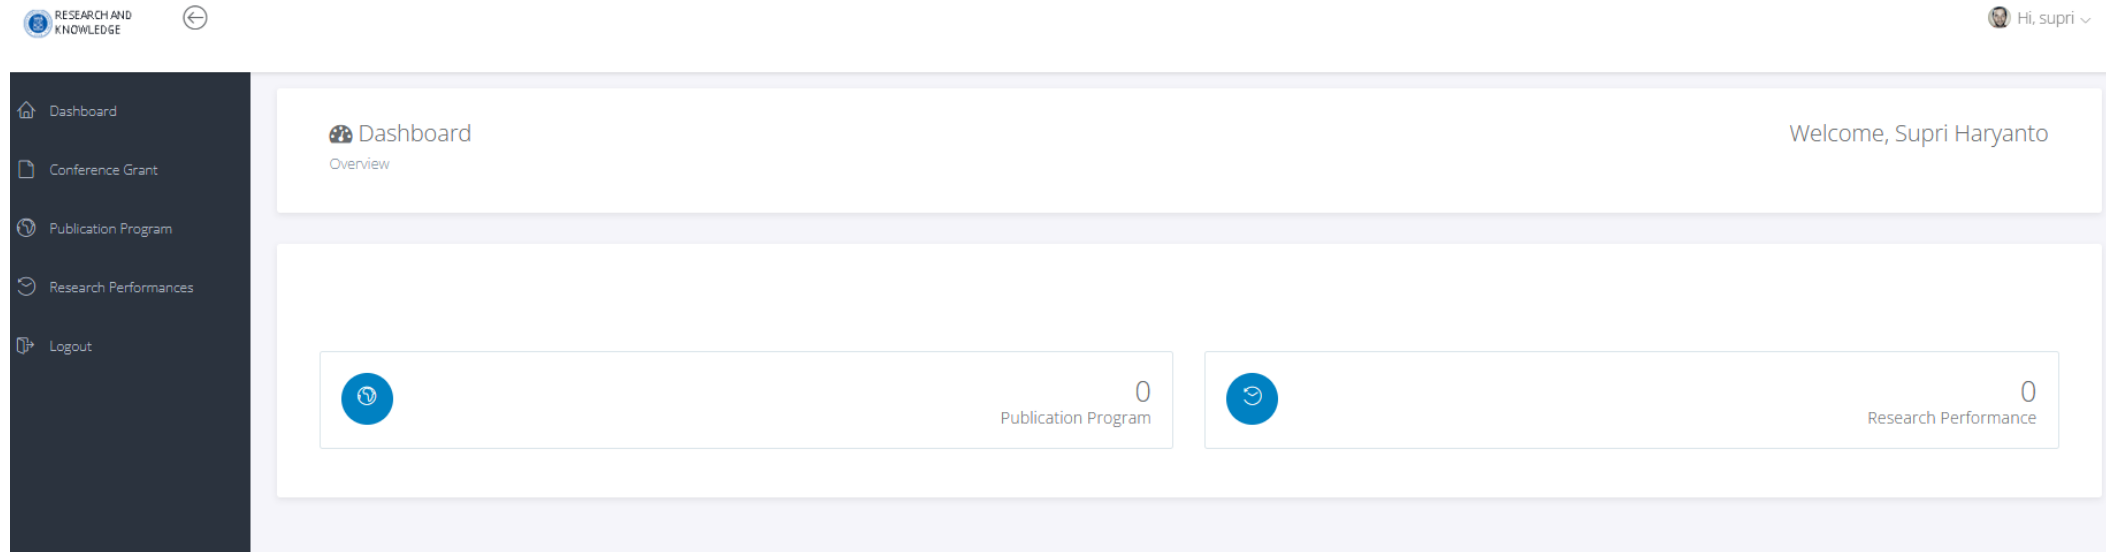 RESEARCH AND
KNOWLEDGE
Hi, supri
Dashboard
Conference Grant
Publication Program
Research Performances
Logout
Dashboard
Overview
Welcome, Supri Haryanto
0
Publication Program
0
Research Performance